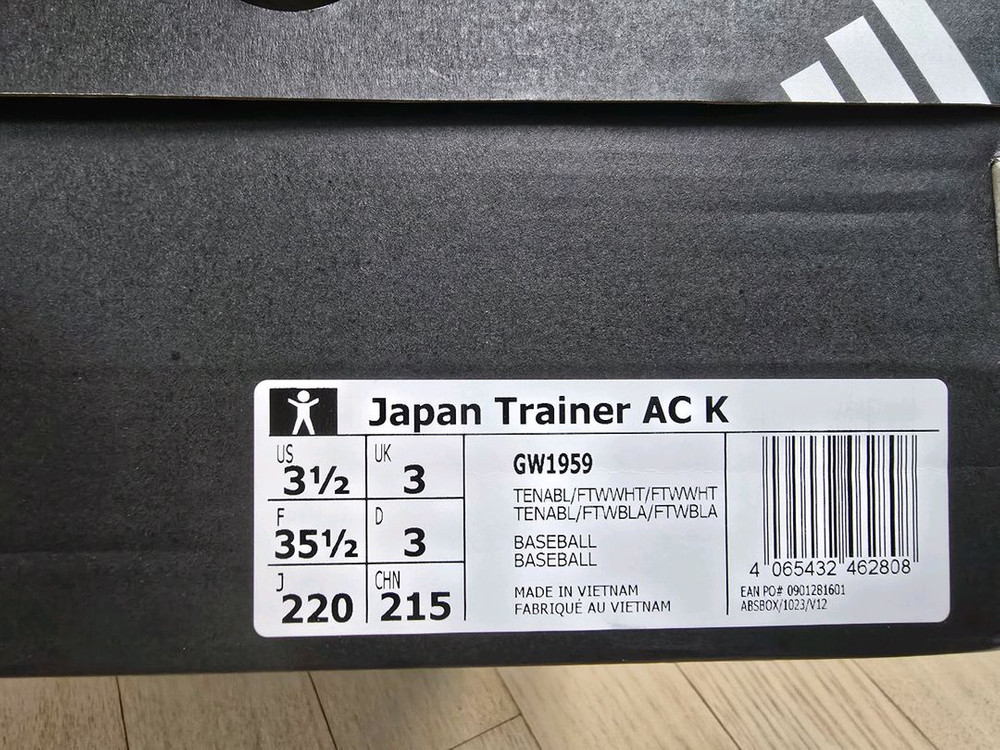 Japan Trainer AC K
US 3½ UK 3
F 35½ D 3
J 220 CHN 215
GW1959
TENABL/FTWWHT/FTWWHT
TENABL/FTWBLA/FTWBLA
BASEBALL
BASEBALL
MADE IN VIETNAM
FABRIQUÉ AU VIETNAM
4 065432 462808
EAN PO# 0901281601
ABSBOX/1023/V12